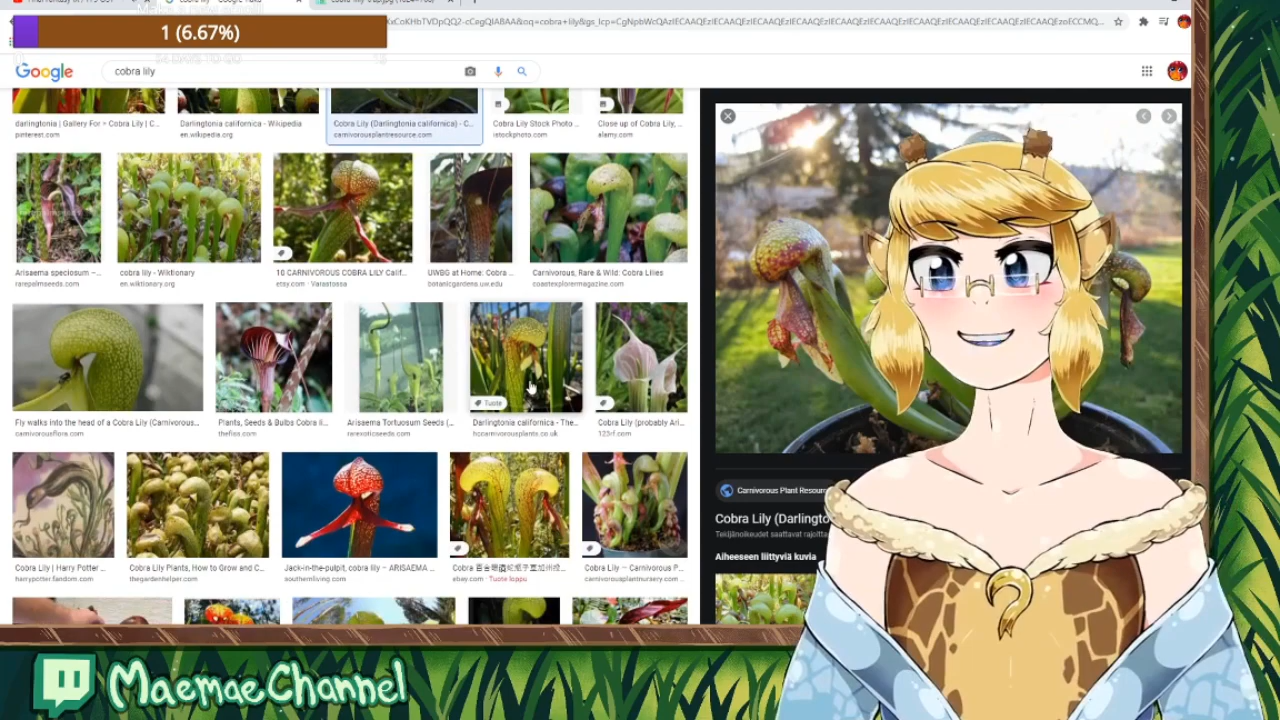 1 (6.67%)
Google
cobra lily
darlingtonia | Gallery For > Cobra Lily | C...
pinterest.com
Darlingtonia californica - Wikipedia
en.wikipedia.org
Cobra Lily (Darlingtonia californica) - C...
carnivorousplantresource.com
Cobra Lily Stock Photo ...
istockphoto.com
Close up of Cobra Lily, ...
alamy.com
Arisaema speciosum – ...
rarepalmseeds.com
cobra lily - Wiktionary
en.wiktionary.org
10 CARNIVOROUS COBRA LILY Calif...
etsy.com · Varastossa
UWBG at Home: Cobra ...
botanicgardens.uw.edu
Carnivorous, Rare & Wild: Cobra Lilies
coastexplorermagazine.com
Tuote
Fly walks into the head of a Cobra Lily (Carnivorous...
carnivorousflora.com
Plants, Seeds & Bulbs Cobra li...
Arisaema Tortuosum Seeds (...
rareexoticseeds.com
Darlingtonia californica - The...
hccarnivorousplants.co.uk
Cobra Lily (probably Ari...
123rf.com
Carnivorous Plant Resour
Cobra Lily (Darlingto
Tekijänoikeudet saattavat rajoitta
Aiheeseen liittyviä kuvia
Cobra Lily | Harry Potter ...
harrypotter.fandom.com
Cobra Lily Plants, How to Grow and C...
thegardenhelper.com
Jack-in-the-pulpit, cobra lily – ARISAEMA ...
southernliving.com
ebay.com · Tuote loppu
Cobra Lily – Carnivorous P...
carnivorousplantnursery.com
MaemaeChannel